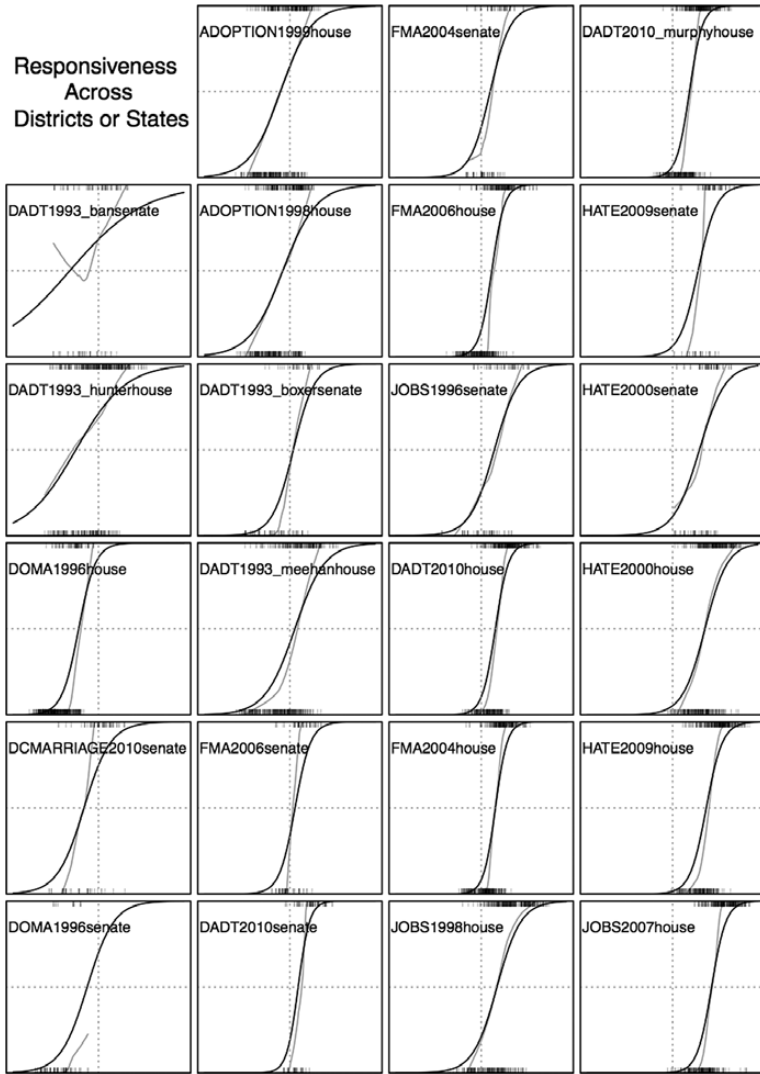 Responsiveness
Across
Districts or States
ADOPTION1999house
FMA2004senate
DADT2010_murphyhouse
DADT1993_bansenate
ADOPTION1998house
FMA2006house
HATE2009senate
DADT1993_hunterhouse
DADT1993_boxersenate
JOBS1996senate
HATE2000senate
DOMA1996house
DADT1993_meehanhouse
DADT2010house
HATE2000house
DCMARRIAGE2010senate
FMA2006senate
FMA2004house
HATE2009house
DOMA1996senate
DADT2010senate
JOBS1998house
JOBS2007house